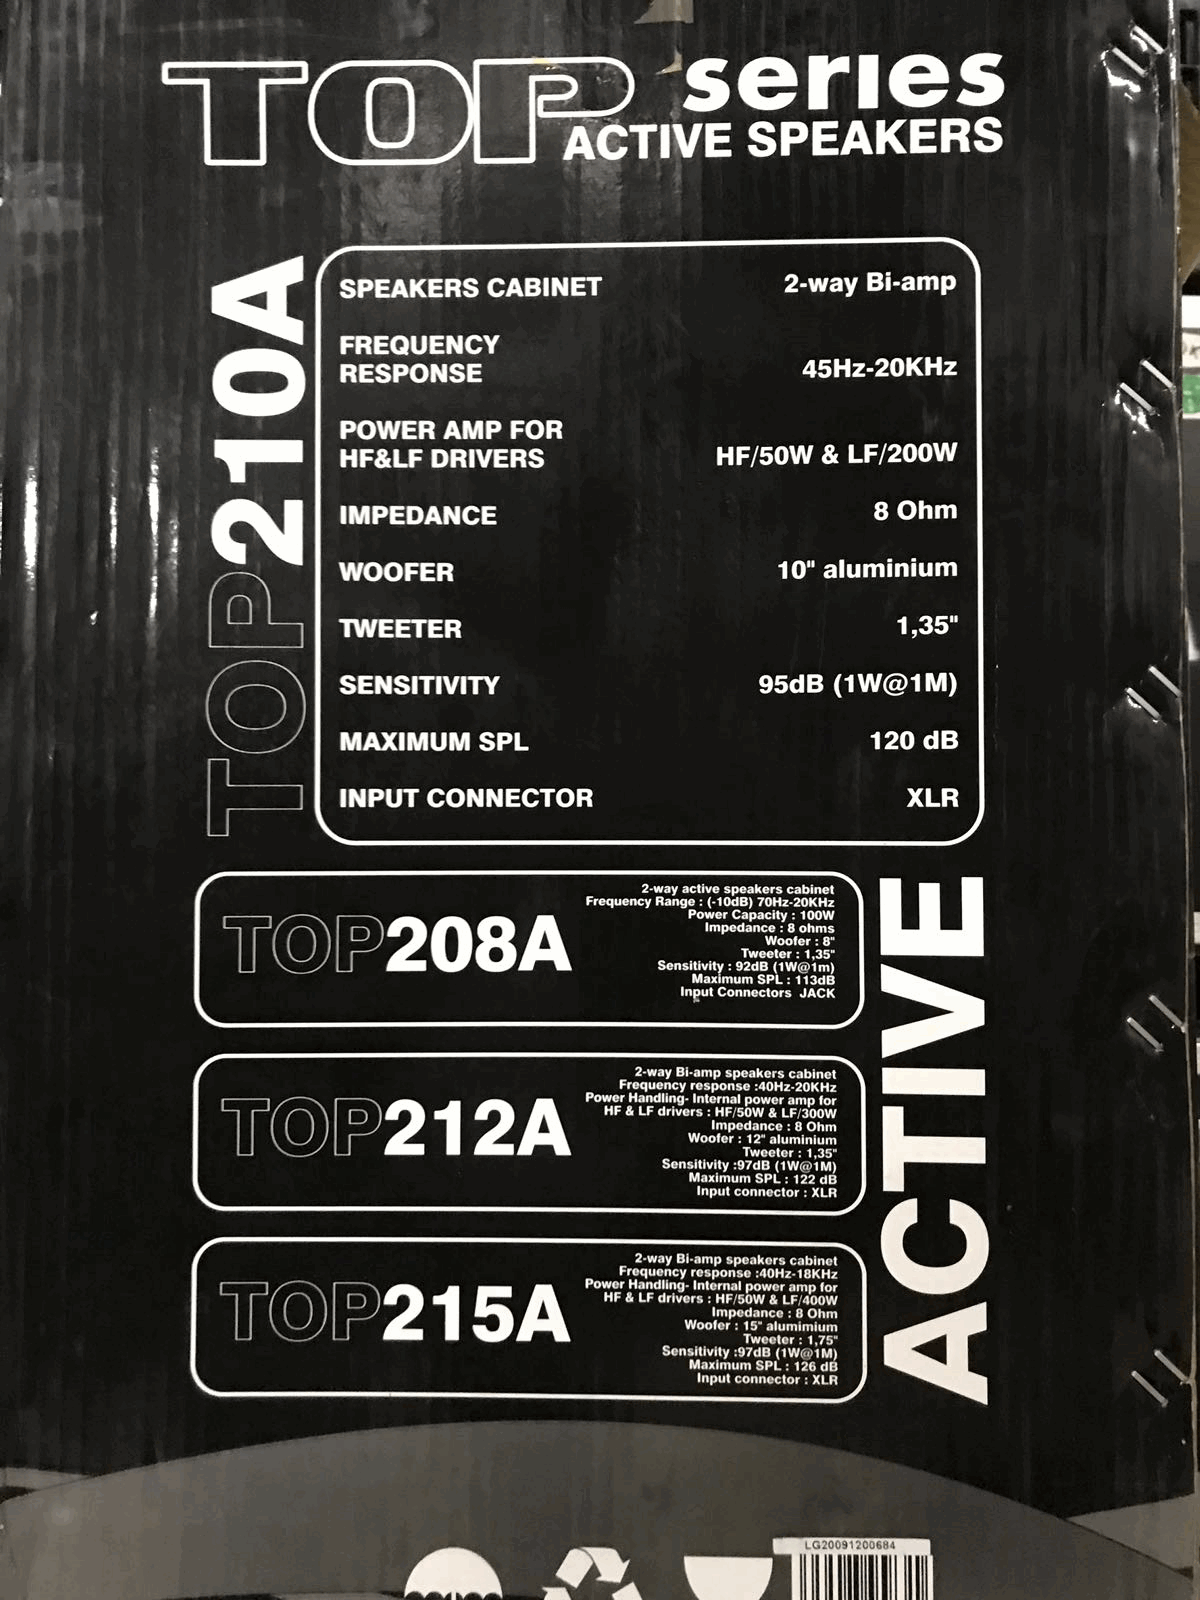 TOP series
ACTIVE SPEAKERS
TOP210A
SPEAKERS CABINET 2-way Bi-amp
FREQUENCY
RESPONSE 45Hz-20KHz
POWER AMP FOR
HF&LF DRIVERS HF/50W & LF/200W
IMPEDANCE 8 Ohm
WOOFER 10" aluminium
TWEETER 1,35"
SENSITIVITY 95dB (1W@1M)
MAXIMUM SPL 120 dB
INPUT CONNECTOR XLR
TOP208A
2-way active speakers cabinet
Frequency Range : (-10dB) 70Hz-20KHz
Power Capacity : 100W
Impedance : 8 ohms
Woofer : 8"
Tweeter : 1,35"
Sensitivity : 92dB (1W@1m)
Maximum SPL : 113dB
Input Connectors JACK
TOP212A
2-way Bi-amp speakers cabinet
Frequency response :40Hz-20KHz
Power Handling- Internal power amp for
HF & LF drivers : HF/50W & LF/300W
Impedance : 8 Ohm
Woofer : 12" aluminium
Tweeter : 1,35"
Sensitivity :97dB (1W@1M)
Maximum SPL : 122 dB
Input connector : XLR
TOP215A
2-way Bi-amp speakers cabinet
Frequency response :40Hz-18KHz
Power Handling- Internal power amp for
HF & LF drivers : HF/50W & LF/400W
Impedance : 8 Ohm
Woofer : 15" alumimium
Tweeter : 1,75"
Sensitivity :97dB (1W@1M)
Maximum SPL : 126 dB
Input connector : XLR
ACTIVE
LG20091200684